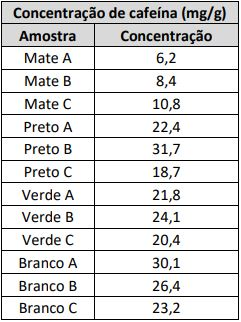 Concentração de cafeína (mg/g)
Amostra Concentração
Mate A 6,2
Mate B 8,4
Mate C 10,8
Preto A 22,4
Preto B 31,7
Preto C 18,7
Verde A 21,8
Verde B 24,1
Verde C 20,4
Branco A 30,1
Branco B 26,4
Branco C 23,2